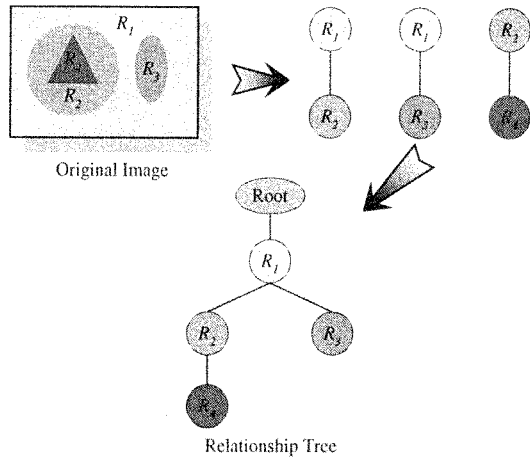 R1
R4
R3
R2
Original Image
R1 R1 R2
R2 R3 R4
Root
R1
R2 R3
R4
Relationship Tree